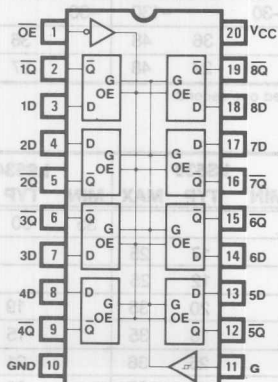 O̅E̅ 1 20 VCC
1Q̅ 2 Q̅ Q̅ 19 8Q̅
G G
OE OE
1D 3 D D 18 8D
2D 4 D D 17 7D
G G
OE OE
2Q̅ 5 Q̅ Q̅ 16 7Q̅
3Q̅ 6 Q̅ Q̅ 15 6Q̅
G G
OE OE
3D 7 D D 14 6D
4D 8 D D 13 5D
G G
OE OE
4Q̅ 9 Q̅ Q̅ 12 5Q̅
GND 10 11 G